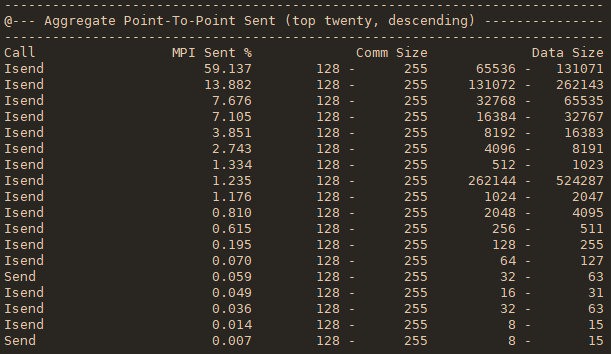 ---------------------------------------------------------------------------
@--- Aggregate Point-To-Point Sent (top twenty, descending) ---------------
---------------------------------------------------------------------------
Call                 MPI Sent %             Comm Size             Data Size
Isend                    59.137        128 -      255      65536 -   131071
Isend                    13.882        128 -      255     131072 -   262143
Isend                     7.676        128 -      255      32768 -    65535
Isend                     7.105        128 -      255      16384 -    32767
Isend                     3.851        128 -      255       8192 -    16383
Isend                     2.743        128 -      255       4096 -     8191
Isend                     1.334        128 -      255        512 -     1023
Isend                     1.235        128 -      255     262144 -   524287
Isend                     1.176        128 -      255       1024 -     2047
Isend                     0.810        128 -      255       2048 -     4095
Isend                     0.615        128 -      255        256 -      511
Isend                     0.195        128 -      255        128 -      255
Isend                     0.070        128 -      255         64 -      127
Send                      0.059        128 -      255         32 -       63
Isend                     0.049        128 -      255         16 -       31
Isend                     0.036        128 -      255         32 -       63
Isend                     0.014        128 -      255          8 -       15
Send                      0.007        128 -      255          8 -       15